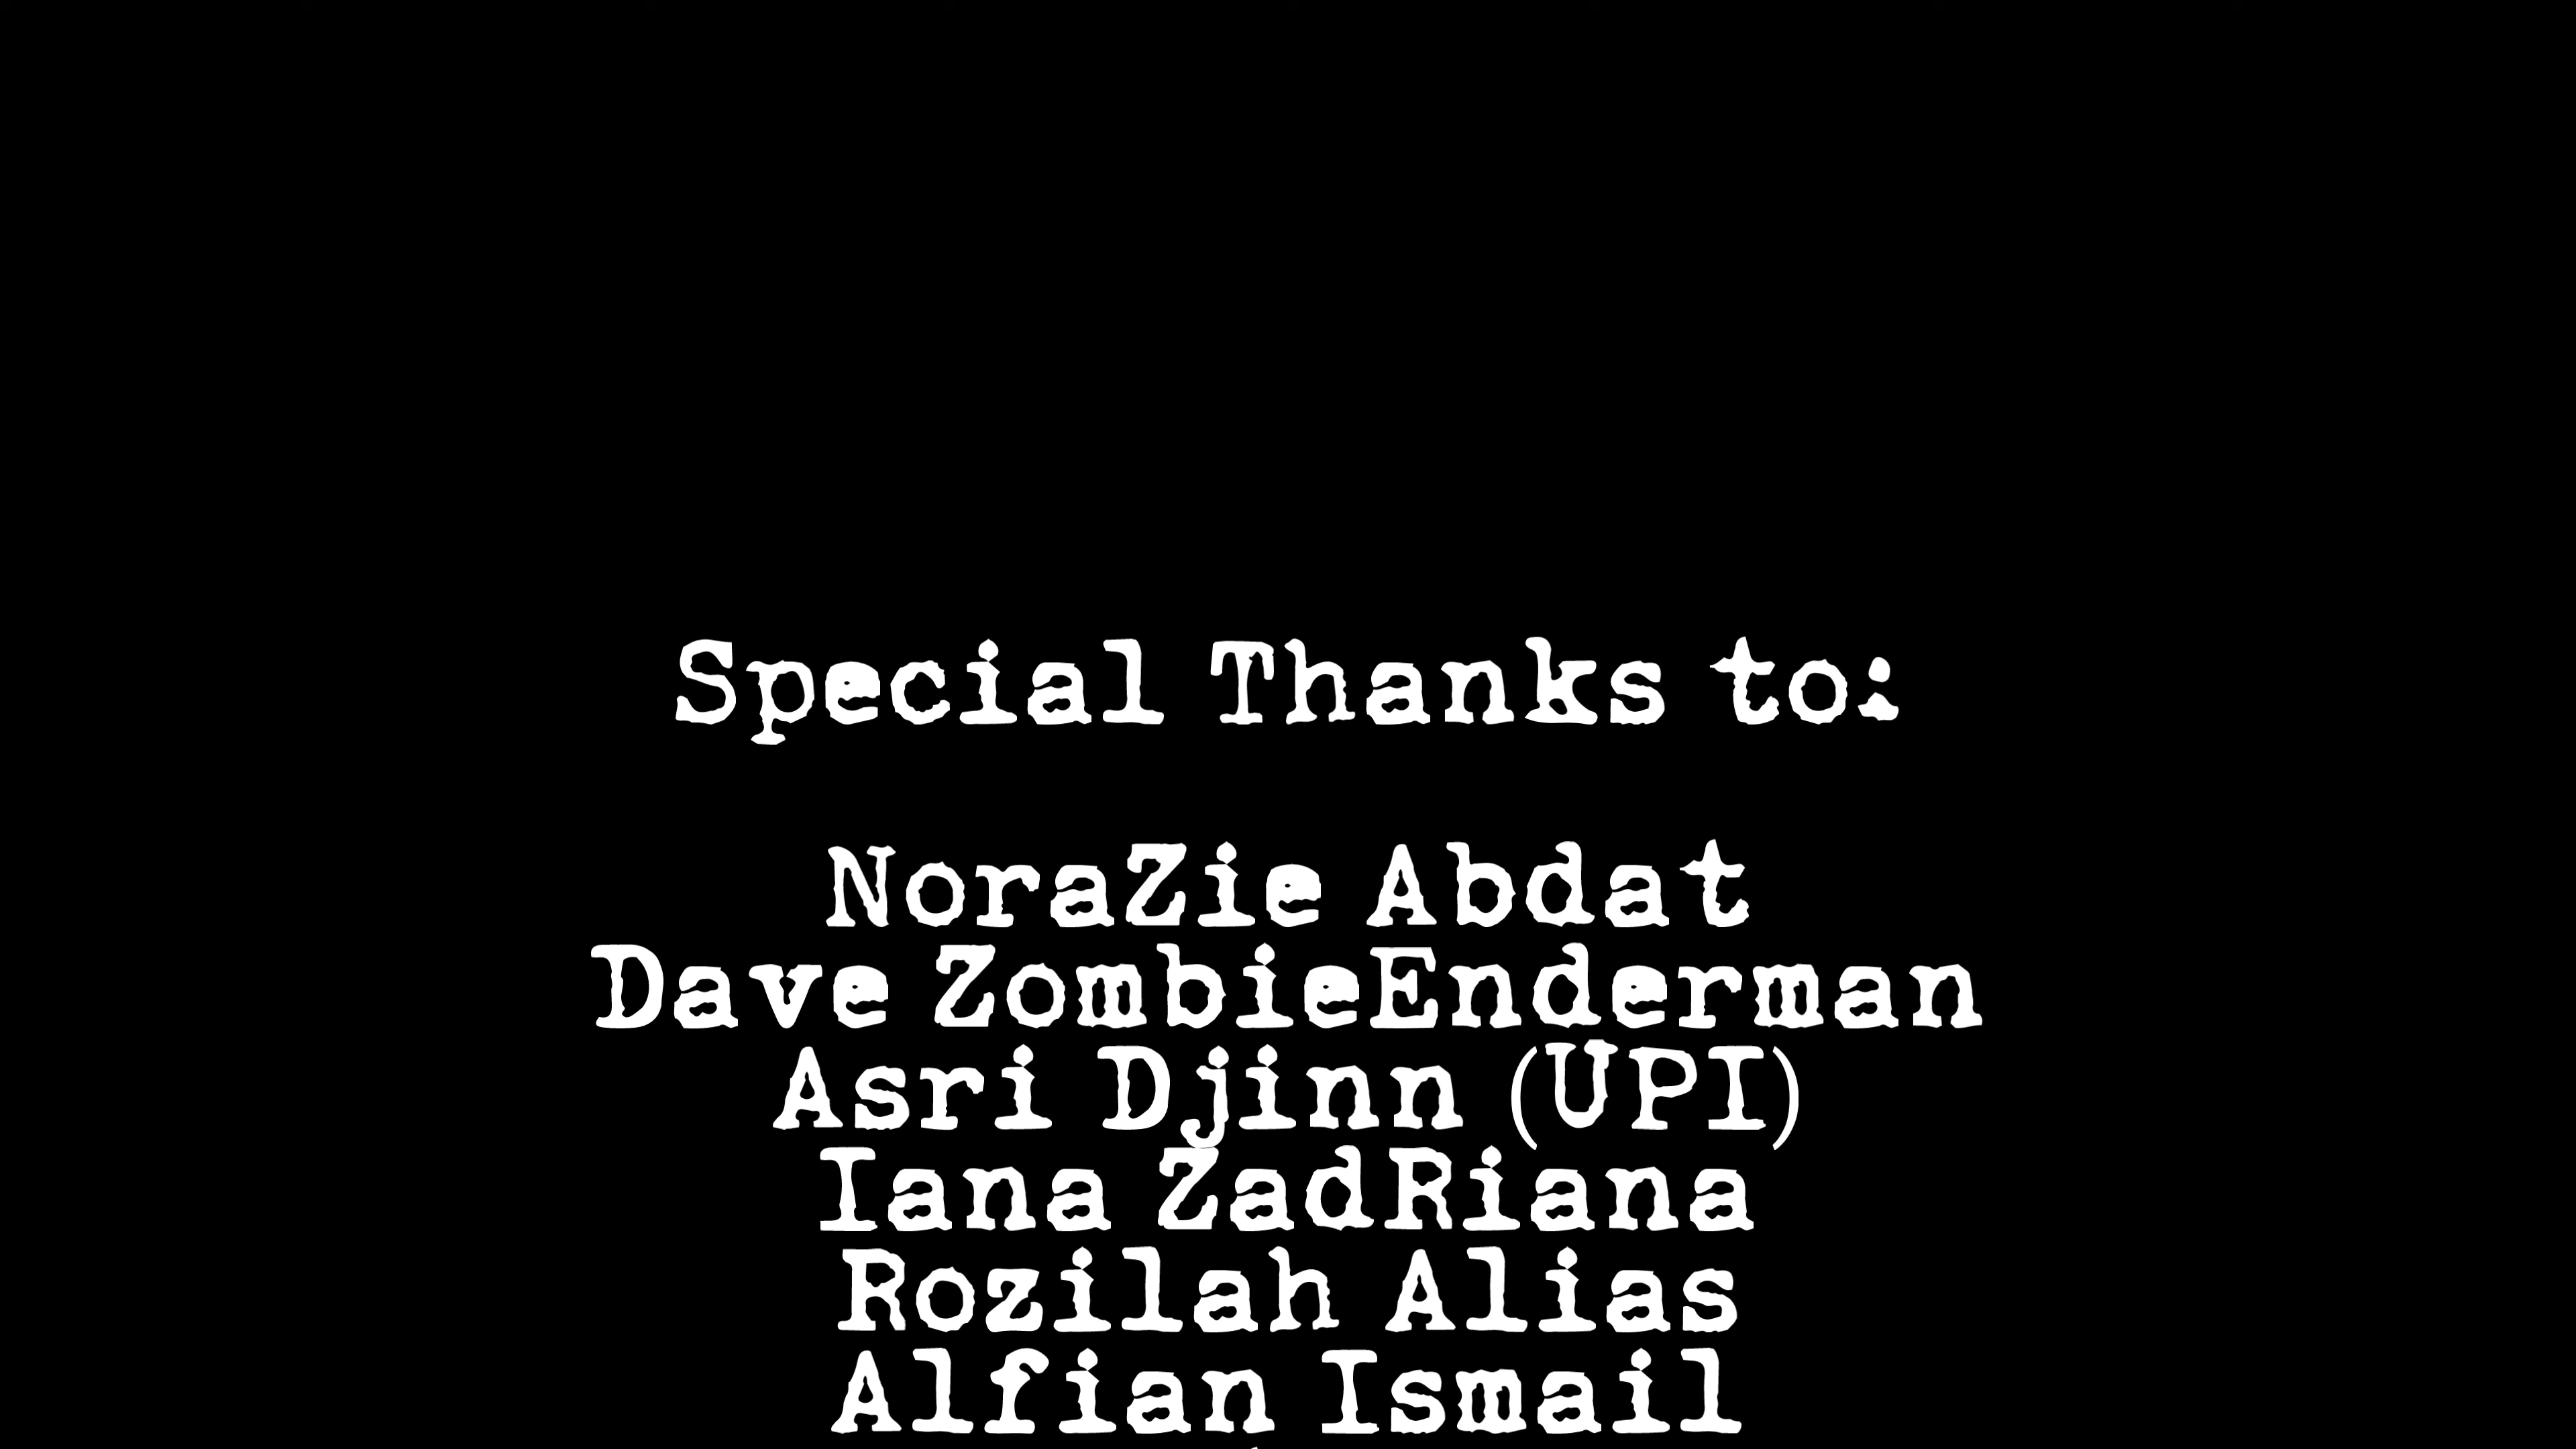 Special Thanks to:
NoraZie Abdat
Dave ZombieEnderman
Asri Djinn (UPI)
Iana ZadRiana
Rozilah Alias
Alfian Ismail